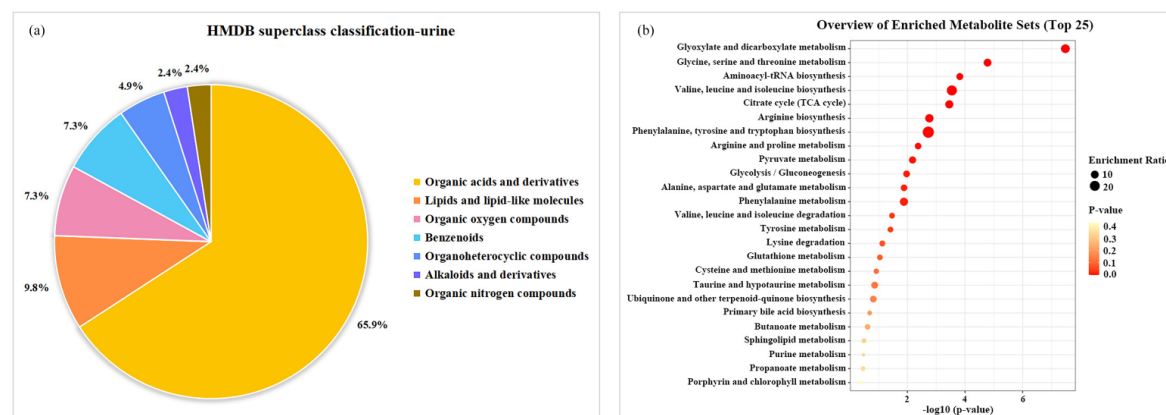 (a)
HMDB superclass classification-urine
2.4%
2.4%
4.9%
7.3%
7.3%
9.8%
65.9%
Organic acids and derivatives
Lipids and lipid-like molecules
Organic oxygen compounds
Benzenoids
Organoheterocyclic compounds
Alkaloids and derivatives
Organic nitrogen compounds
(b)
Overview of Enriched Metabolite Sets (Top 25)
Glyoxylate and dicarboxylate metabolism
Glycine, serine and threonine metabolism
Aminoacyl-tRNA biosynthesis
Valine, leucine and isoleucine biosynthesis
Citrate cycle (TCA cycle)
Arginine biosynthesis
Phenylalanine, tyrosine and tryptophan biosynthesis
Arginine and proline metabolism
Pyruvate metabolism
Glycolysis / Gluconeogenesis
Alanine, aspartate and glutamate metabolism
Phenylalanine metabolism
Valine, leucine and isoleucine degradation
Tyrosine metabolism
Lysine degradation
Glutathione metabolism
Cysteine and methionine metabolism
Taurine and hypotaurine metabolism
Ubiquinone and other terpenoid-quinone biosynthesis
Primary bile acid biosynthesis
Butanoate metabolism
Sphingolipid metabolism
Purine metabolism
Propanoate metabolism
Porphyrin and chlorophyll metabolism
2 4 6
-log10 (p-value)
Enrichment Ratio
10
20
P-value
0.4
0.3
0.2
0.1
0.0